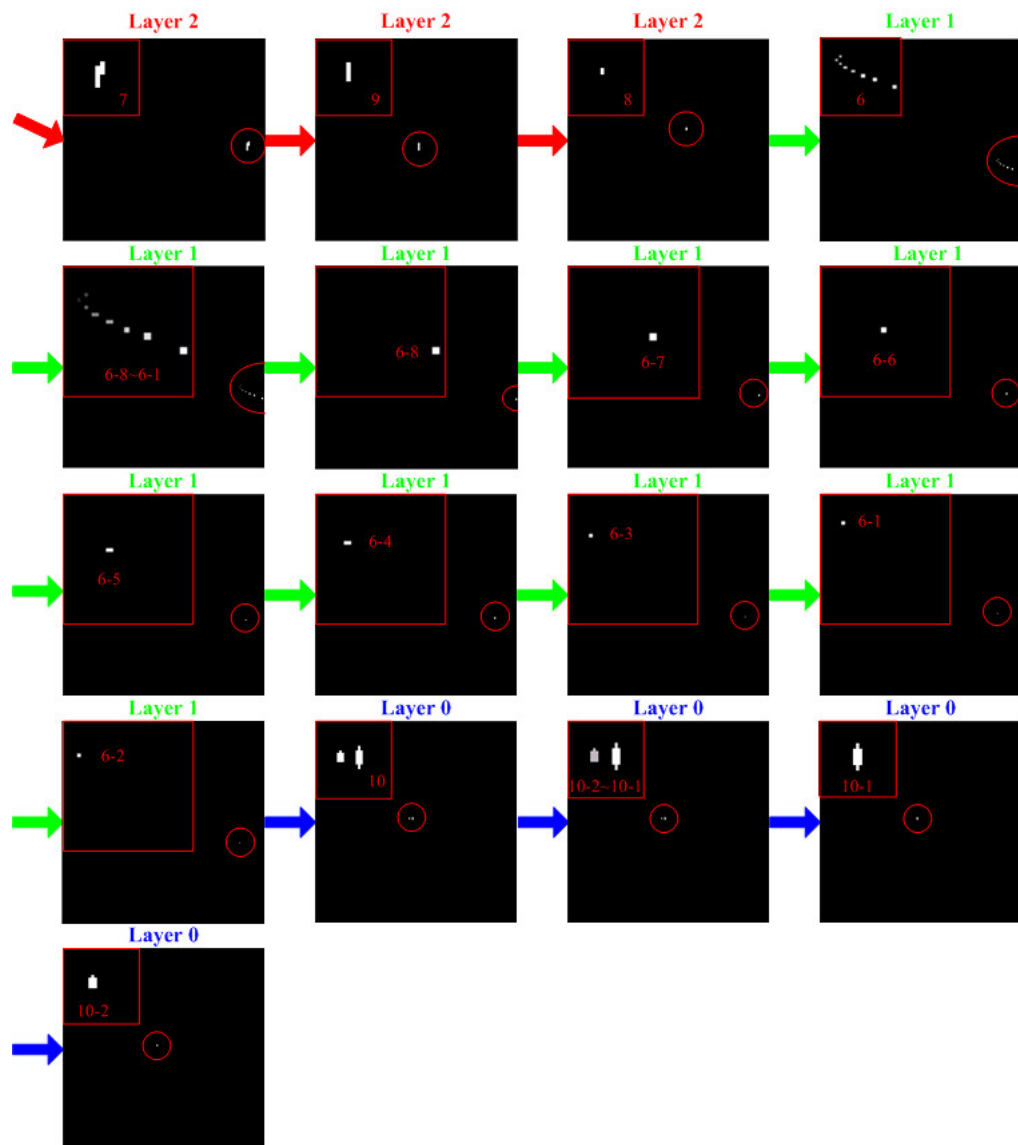 Layer 2 Layer 2 Layer 2 Layer 1
7 9 8 6
Layer 1 Layer 1 Layer 1 Layer 1
6-8~6-1 6-8 6-7 6-6
Layer 1 Layer 1 Layer 1 Layer 1
6-5 6-4 6-3 6-1
Layer 1 Layer 0 Layer 0 Layer 0
6-2 10 10-2~10-1 10-1
Layer 0
10-2